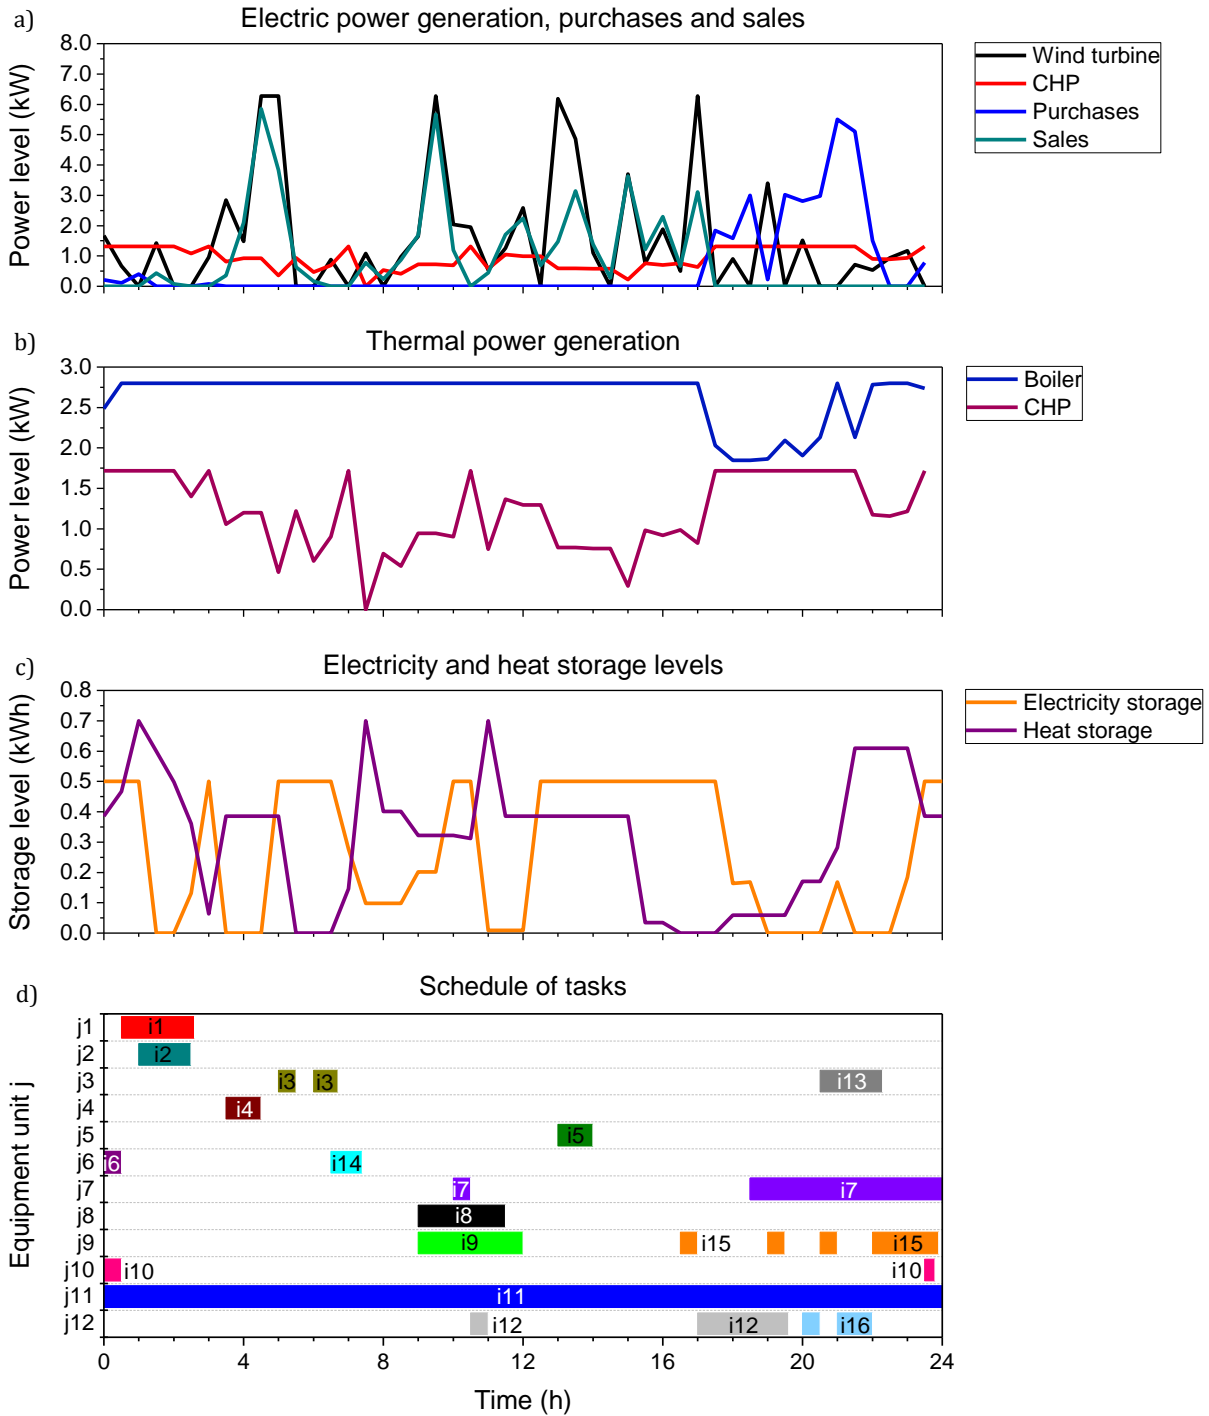 a)
Electric power generation, purchases and sales
Power level (kW)
8.0
7.0
6.0
5.0
4.0
3.0
2.0
1.0
0.0
Wind turbine
CHP
Purchases
Sales
b)
Thermal power generation
Power level (kW)
3.0
2.5
2.0
1.5
1.0
0.5
0.0
Boiler
CHP
c)
Electricity and heat storage levels
Storage level (kWh)
0.8
0.7
0.6
0.5
0.4
0.3
0.2
0.1
0.0
Electricity storage
Heat storage
d)
Schedule of tasks
Equipment unit j
j1 i1
j2 i2
j3 i3 i3 i13
j4 i4
j5 i5
j6 i6 i14
j7 i7 i7
j8 i8
j9 i9 i15 i15
j10 i10 i10
j11 i11
j12 i12 i12 i16
0 4 8 12 16 20 24
Time (h)